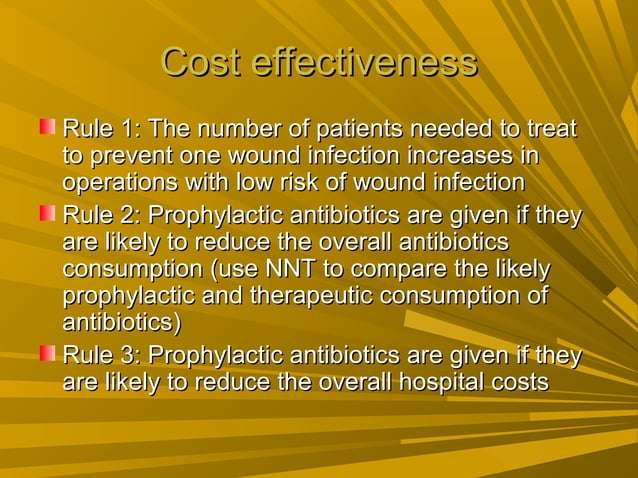 Cost effectiveness
Rule 1: The number of patients needed to treat
to prevent one wound infection increases in
operations with low risk of wound infection
Rule 2: Prophylactic antibiotics are given if they
are likely to reduce the overall antibiotics
consumption (use NNT to compare the likely
prophylactic and therapeutic consumption of
antibiotics)
Rule 3: Prophylactic antibiotics are given if they
are likely to reduce the overall hospital costs